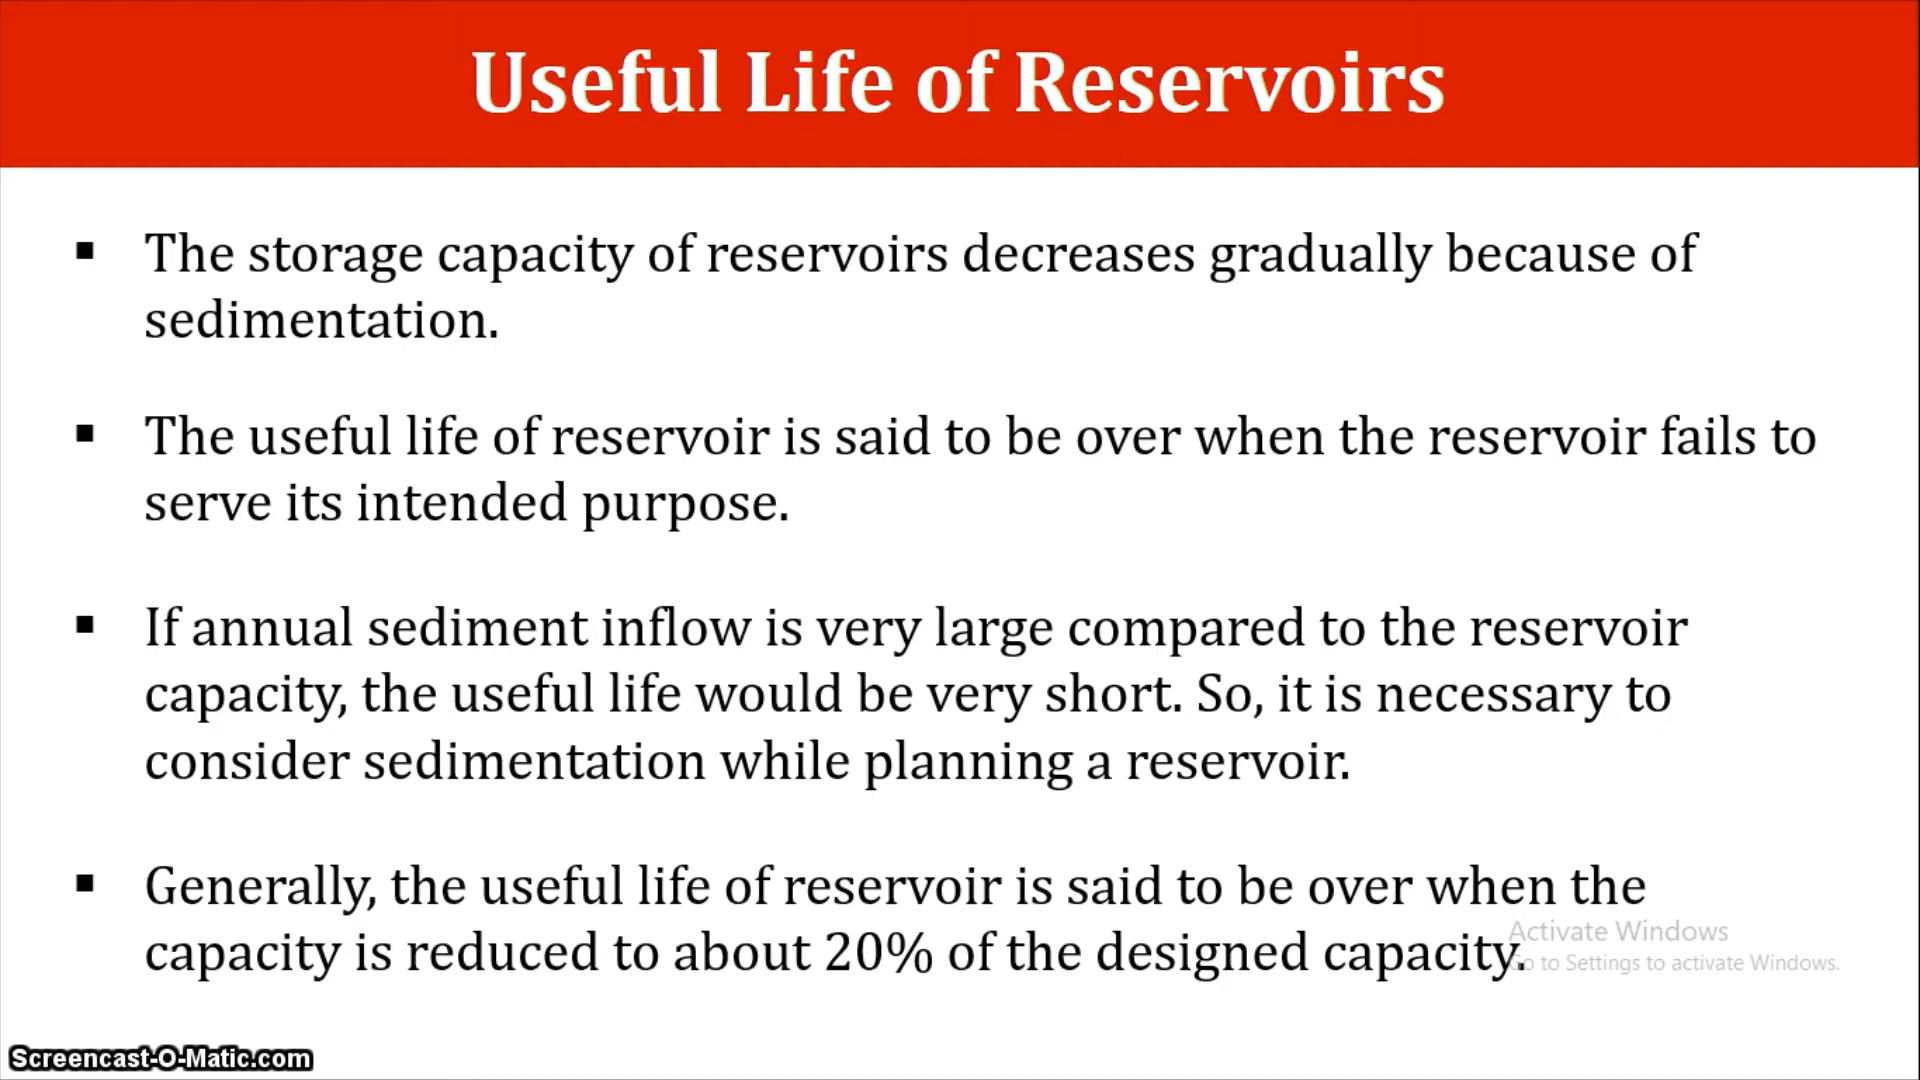 Useful Life of Reservoirs
▪ The storage capacity of reservoirs decreases gradually because of
sedimentation.
▪ The useful life of reservoir is said to be over when the reservoir fails to
serve its intended purpose.
▪ If annual sediment inflow is very large compared to the reservoir
capacity, the useful life would be very short. So, it is necessary to
consider sedimentation while planning a reservoir.
▪ Generally, the useful life of reservoir is said to be over when the
capacity is reduced to about 20% of the designed capacity.
Activate Windows
Go to Settings to activate Windows.
Screencast-O-Matic.com